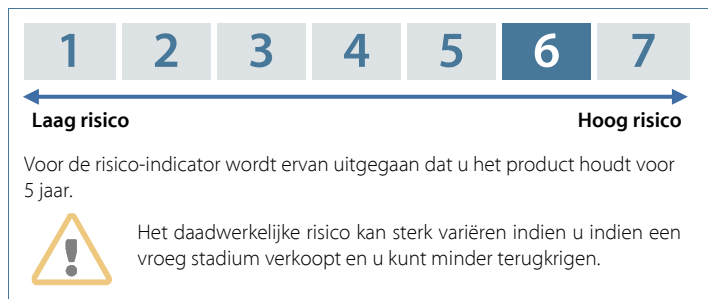 1 2 3 4 5 6 7
Laag risico Hoog risico
Voor de risico-indicator wordt ervan uitgegaan dat u het product houdt voor
5 jaar.
Het daadwerkelijke risico kan sterk variëren indien u indien een
vroeg stadium verkoopt en u kunt minder terugkrigen.